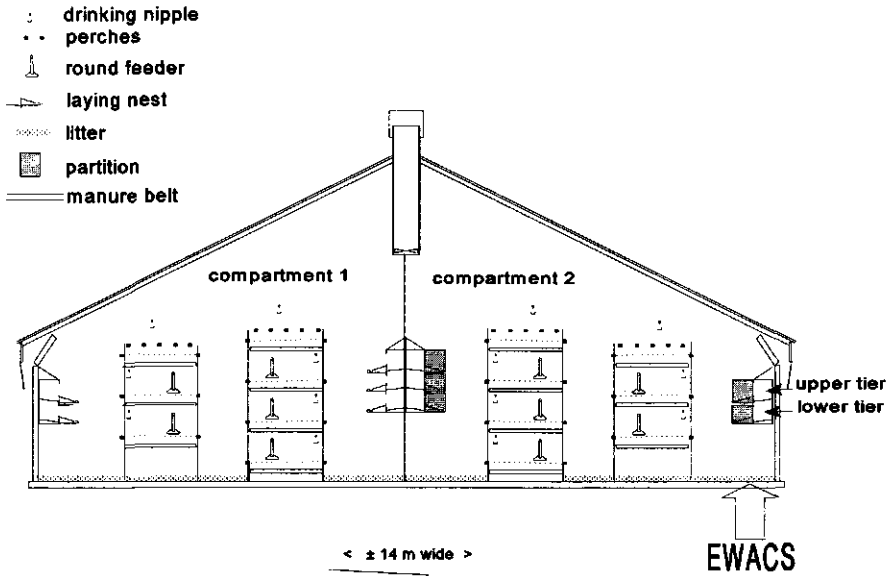 drinking nipple
perches
round feeder
laying nest
litter
partition
manure belt
compartment 1
compartment 2
upper tier
lower tier
< ± 14 m wide >
EWACS